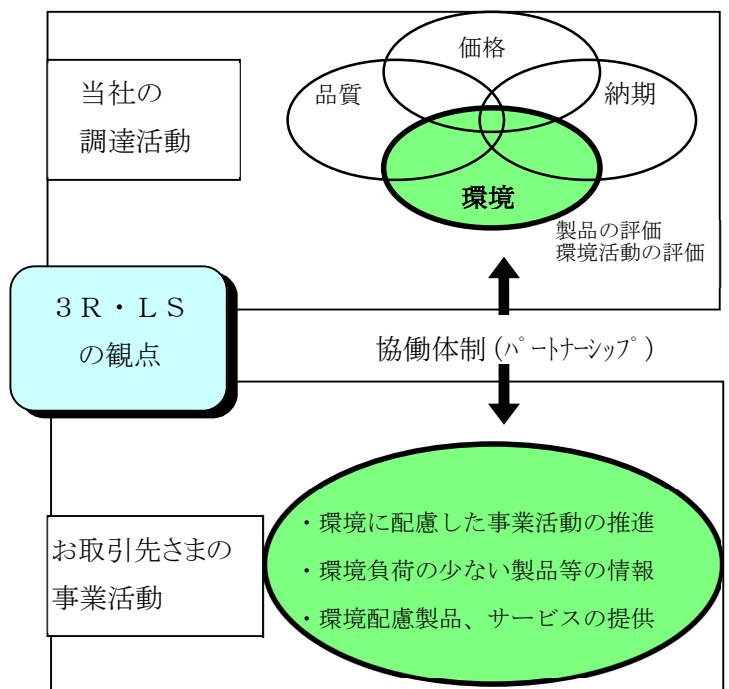 価格
品質
納期
当社の
調達活動
環境
製品の評価
環境活動の評価
３Ｒ・ＬＳ
の観点
協働体制(ﾊﾟｰﾄﾅｰｼｯﾌﾟ)
お取引先さまの
事業活動
・環境に配慮した事業活動の推進
・環境負荷の少ない製品等の情報
・環境配慮製品、サービスの提供